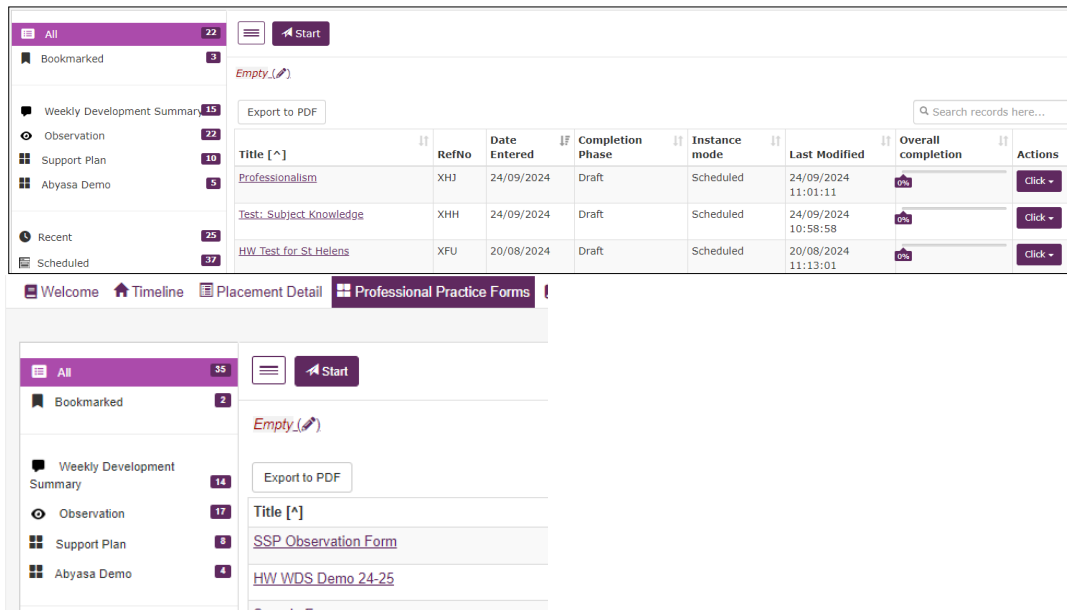 All 22
Start
Bookmarked 3
Empty ( )
Weekly Development Summary 15
Export to PDF
Search records here...
Observation 22
Support Plan 10
Abyasa Demo 5
Recent 25
Scheduled 37
Title [^] RefNo Date Entered Completion Phase Instance mode Last Modified Overall completion Actions
Professionalism XHJ 24/09/2024 Draft Scheduled 24/09/2024 11:01:11 0% Click
Test: Subject Knowledge XHH 24/09/2024 Draft Scheduled 24/09/2024 10:58:58 0% Click
HW Test for St Helens XFU 20/08/2024 Draft Scheduled 20/08/2024 11:13:01 0% Click
Welcome Timeline Placement Detail Professional Practice Forms
All 35
Start
Bookmarked 2
Empty ( )
Weekly Development
Summary 14
Export to PDF
Observation 17
Support Plan 8
Abyasa Demo 4
Title [^]
SSP Observation Form
HW WDS Demo 24-25